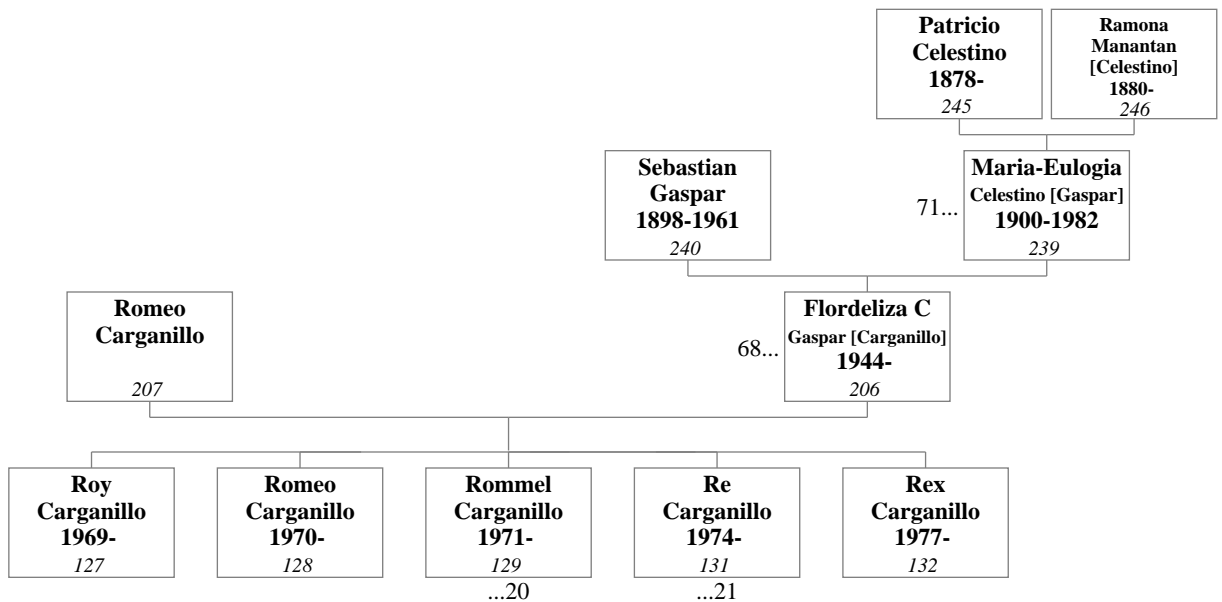 Patricio
Celestino
1878-
245
Ramona
Manantan
[Celestino]
1880-
246
Sebastian
Gaspar
1898-1961
240
71...
Maria-Eulogia
Celestino [Gaspar]
1900-1982
239
Romeo
Carganillo
207
68...
Flordeliza C
Gaspar [Carganillo]
1944-
206
Roy
Carganillo
1969-
127
Romeo
Carganillo
1970-
128
Rommel
Carganillo
1971-
129
...20
Re
Carganillo
1974-
131
...21
Rex
Carganillo
1977-
132